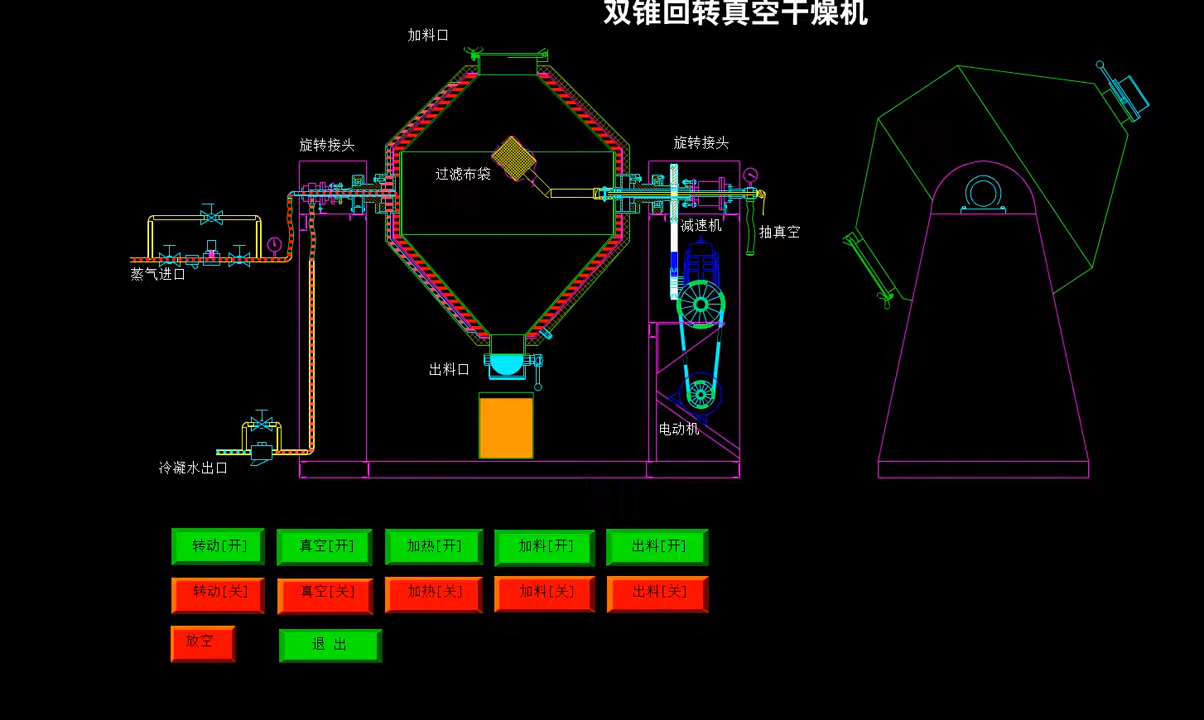 双锥回转真空干燥机
加料口
旋转接头
旋转接头
过滤布袋
减速机
抽真空
蒸气进口
出料口
电动机
冷凝水出口
转动[开] 真空[开] 加热[开] 加料[开] 出料[开]
转动[关] 真空[关] 加热[关] 加料[关] 出料[关]
放空 退 出